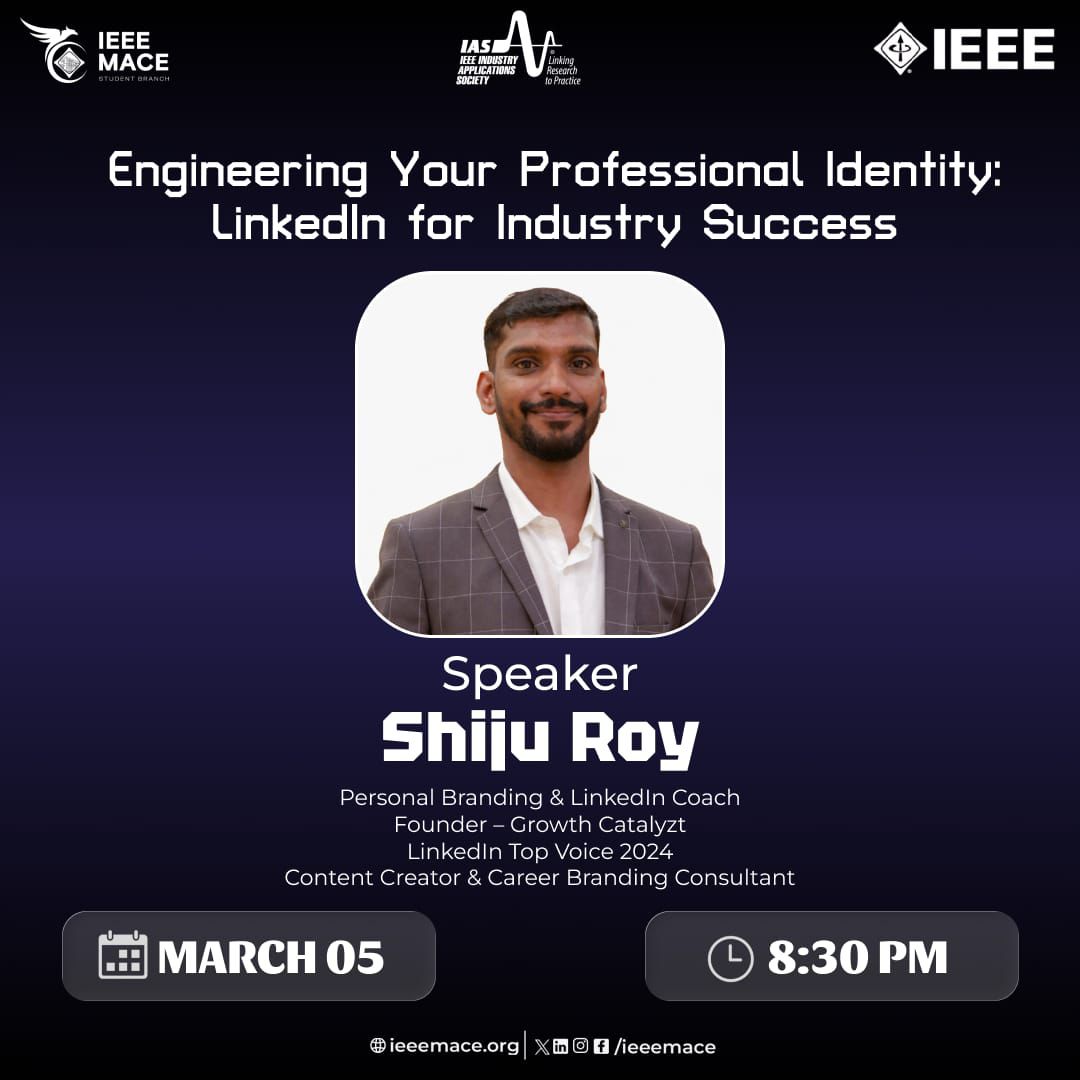 IEEE
MACE
STUDENT BRANCH
IAS
IEEE INDUSTRY
APPLICATIONS
SOCIETY
®
Linking
Research
to Practice
IEEE
Engineering Your Professional Identity:
LinkedIn for Industry Success
Speaker
Shiju Roy
Personal Branding & LinkedIn Coach
Founder – Growth Catalyzt
LinkedIn Top Voice 2024
Content Creator & Career Branding Consultant
MARCH 05
8:30 PM
ieeemace.org
/ieeemace